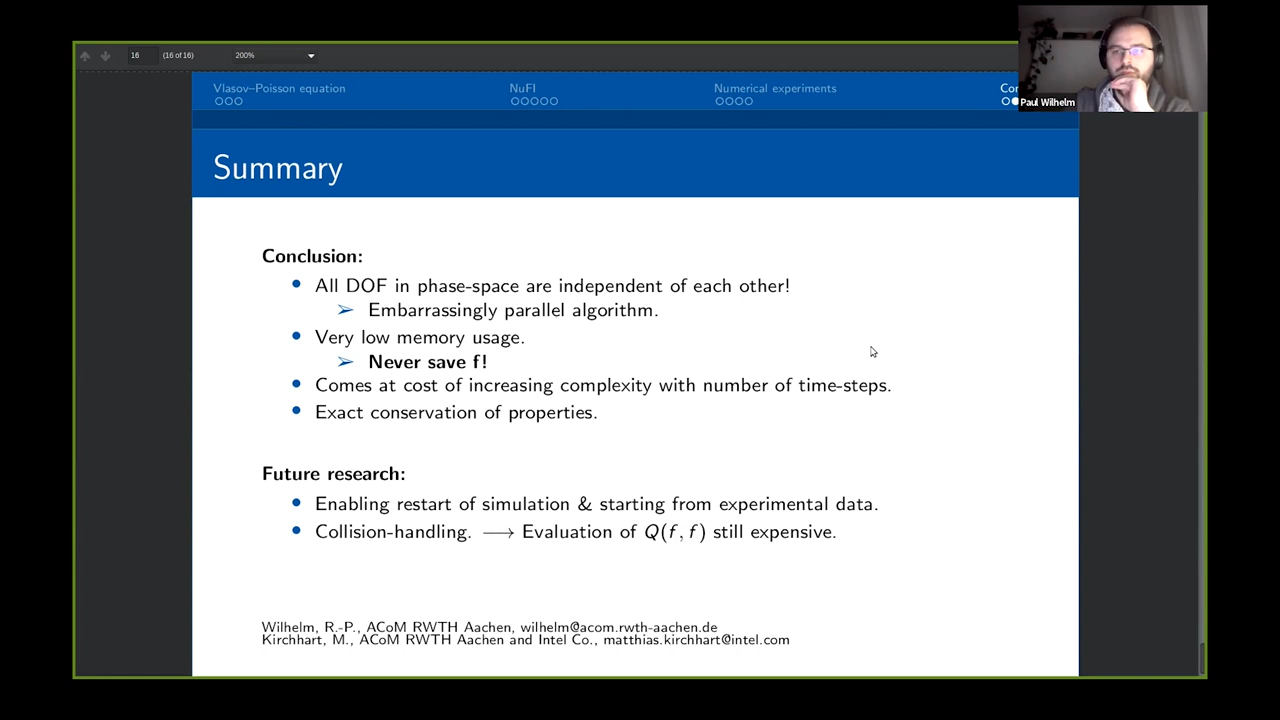 16 (16 of 16) 200%
Vlasov–Poisson equation NuFI Numerical experiments
Paul Wilhelm
Summary
Conclusion:
All DOF in phase-space are independent of each other!
➢ Embarrassingly parallel algorithm.
Very low memory usage.
➢ Never save f!
Comes at cost of increasing complexity with number of time-steps.
Exact conservation of properties.
Future research:
Enabling restart of simulation & starting from experimental data.
Collision-handling. ⟶ Evaluation of Q(f, f) still expensive.
Wilhelm, R.-P., ACoM RWTH Aachen, wilhelm@acom.rwth-aachen.de
Kirchhart, M., ACoM RWTH Aachen and Intel Co., matthias.kirchhart@intel.com